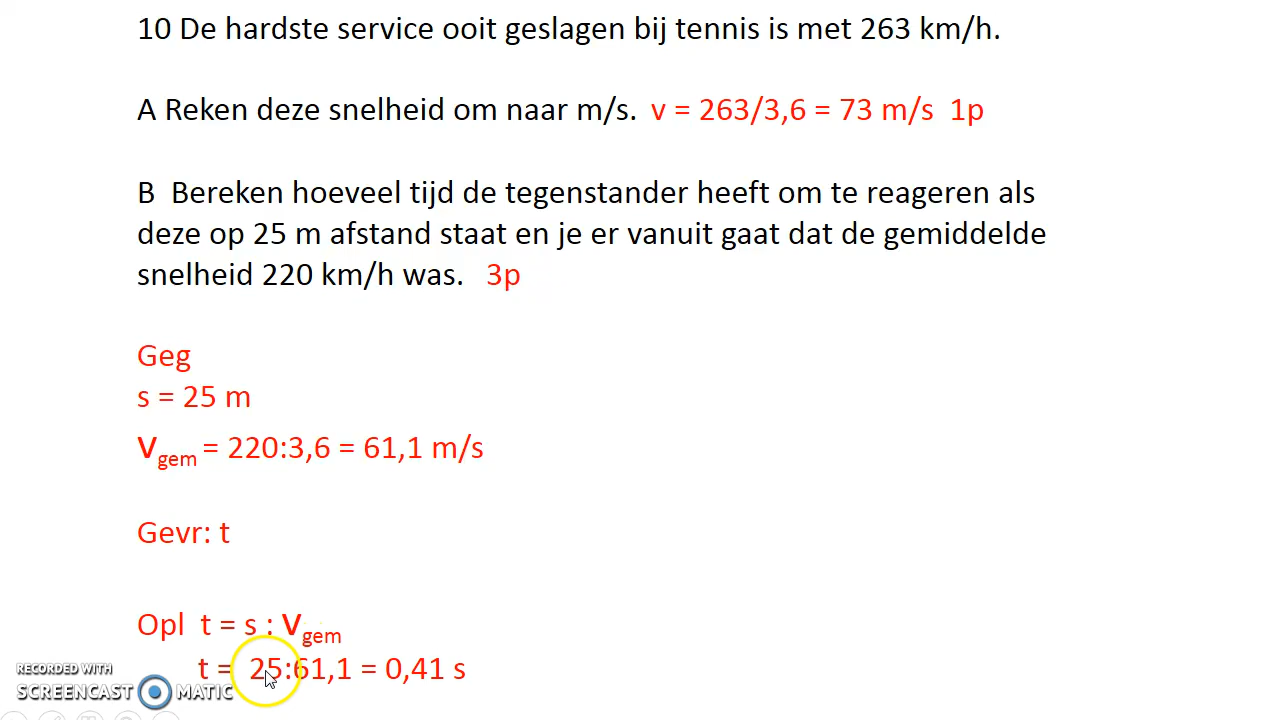 10 De hardste service ooit geslagen bij tennis is met 263 km/h.
A Reken deze snelheid om naar m/s. v = 263/3,6 = 73 m/s 1p
B Bereken hoeveel tijd de tegenstander heeft om te reageren als
deze op 25 m afstand staat en je er vanuit gaat dat de gemiddelde
snelheid 220 km/h was. 3p
Geg
s = 25 m
vgem = 220:3,6 = 61,1 m/s
Gevr: t
Opl t = s : vgem
t = 25:61,1 = 0,41 s
RECORDED WITH
SCREENCAST MATIC